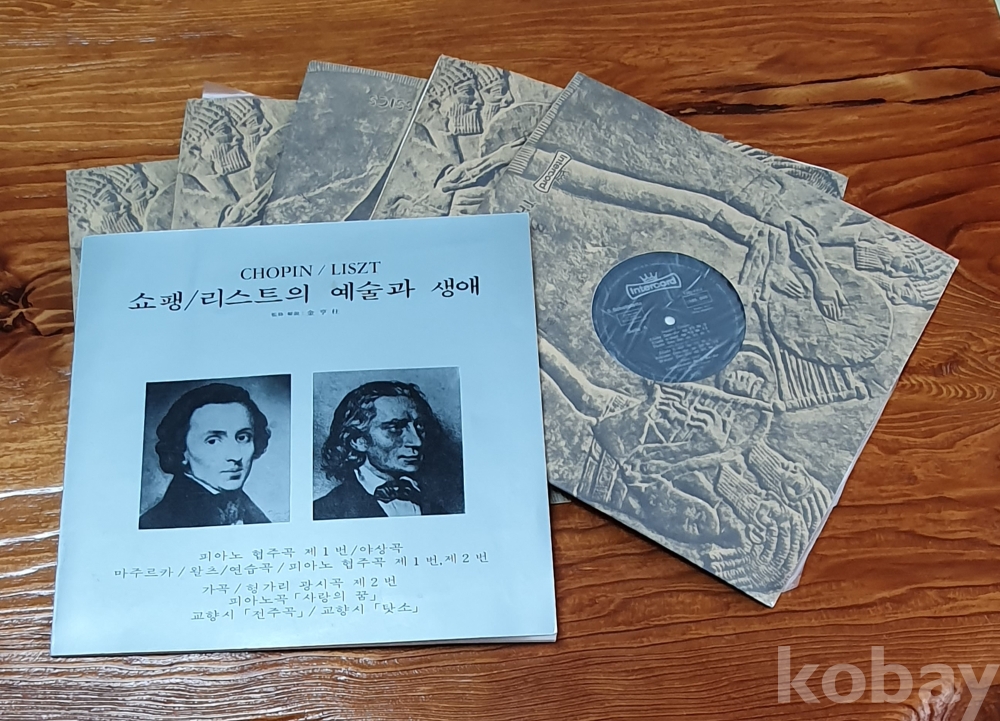 CHOPIN / LISZT
쇼팽/리스트의 예술과 생애
피아노 협주곡 제1번/야상곡
마주르카/왈츠/연습곡/피아노 협주곡 제1번,제2번
가곡/헝가리 광시곡 제2번
피아노곡「사랑의 꿈」
교향시「전주곡」/교향시「탓소」
Intercord
Intercord
kobay